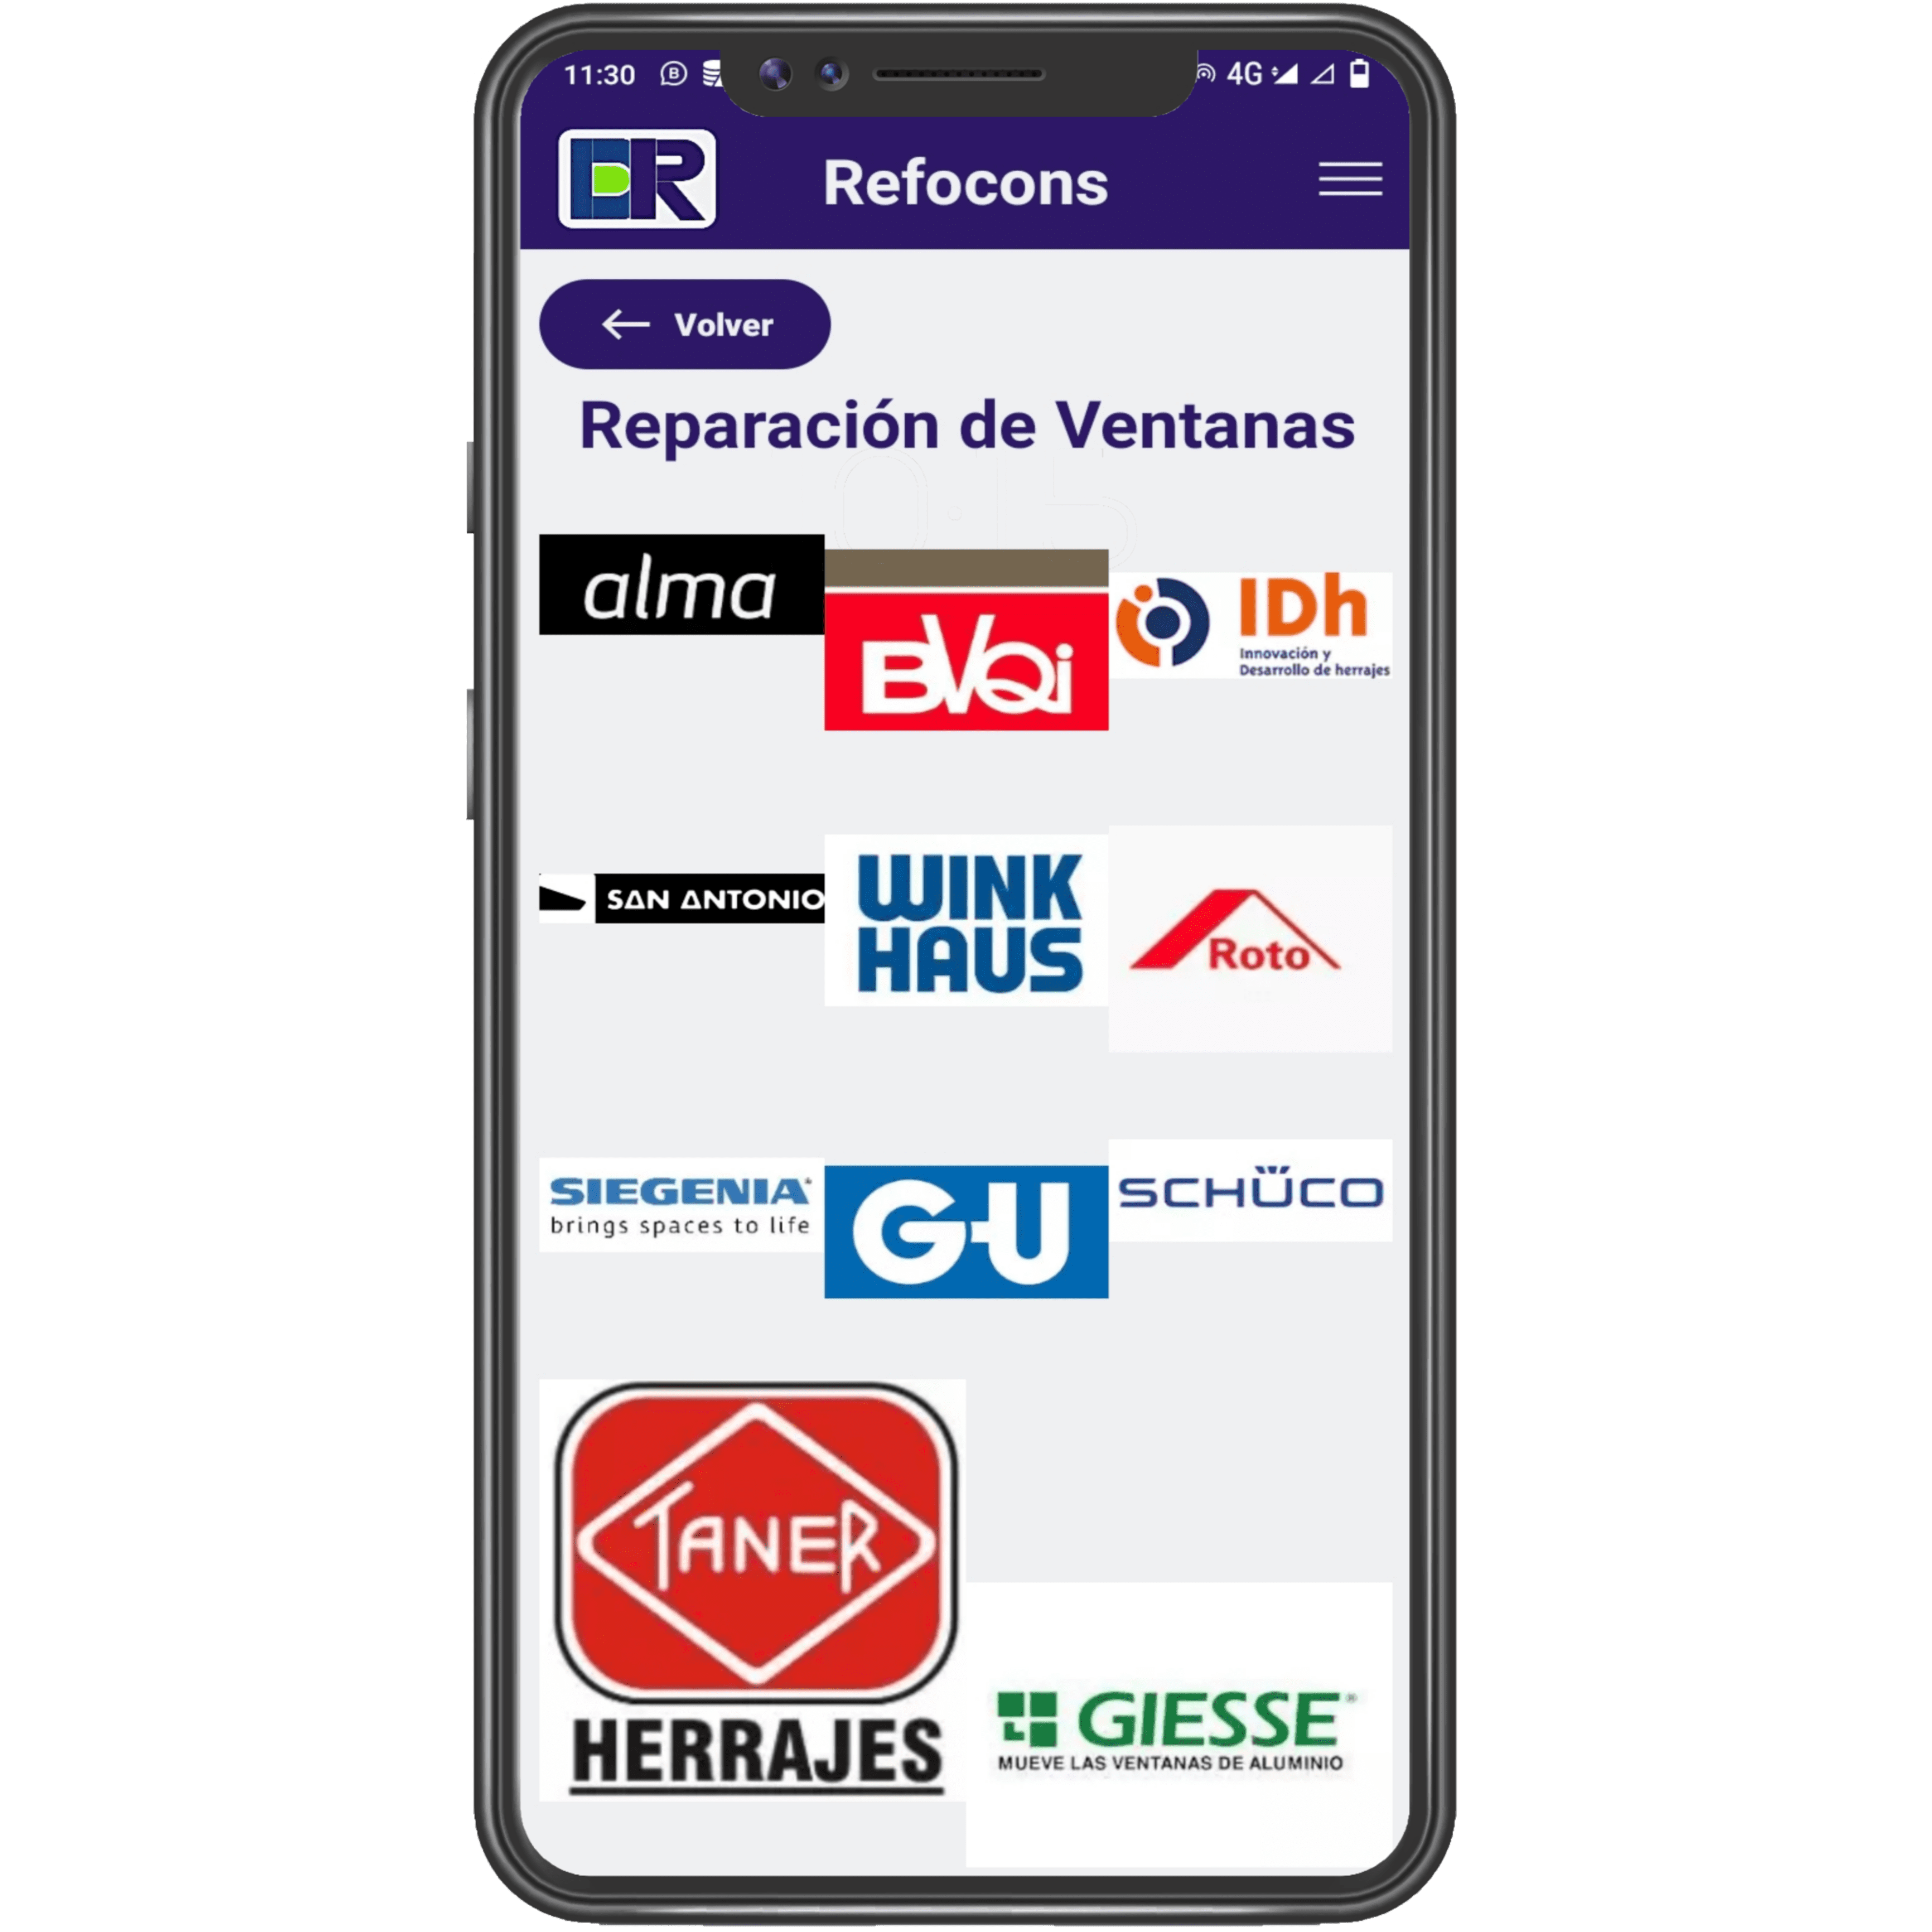 11:30
4G
Refocons
Volver
Reparación de Ventanas
alma
BVQi
IDh
Innovación y
Desarrollo de herrajes
SAN ANTONIO
WINK
HAUS
Roto
SIEGENIA®
brings spaces to life
G-U
SCHÜCO
TANER
HERRAJES
GIESSE®
MUEVE LAS VENTANAS DE ALUMINIO